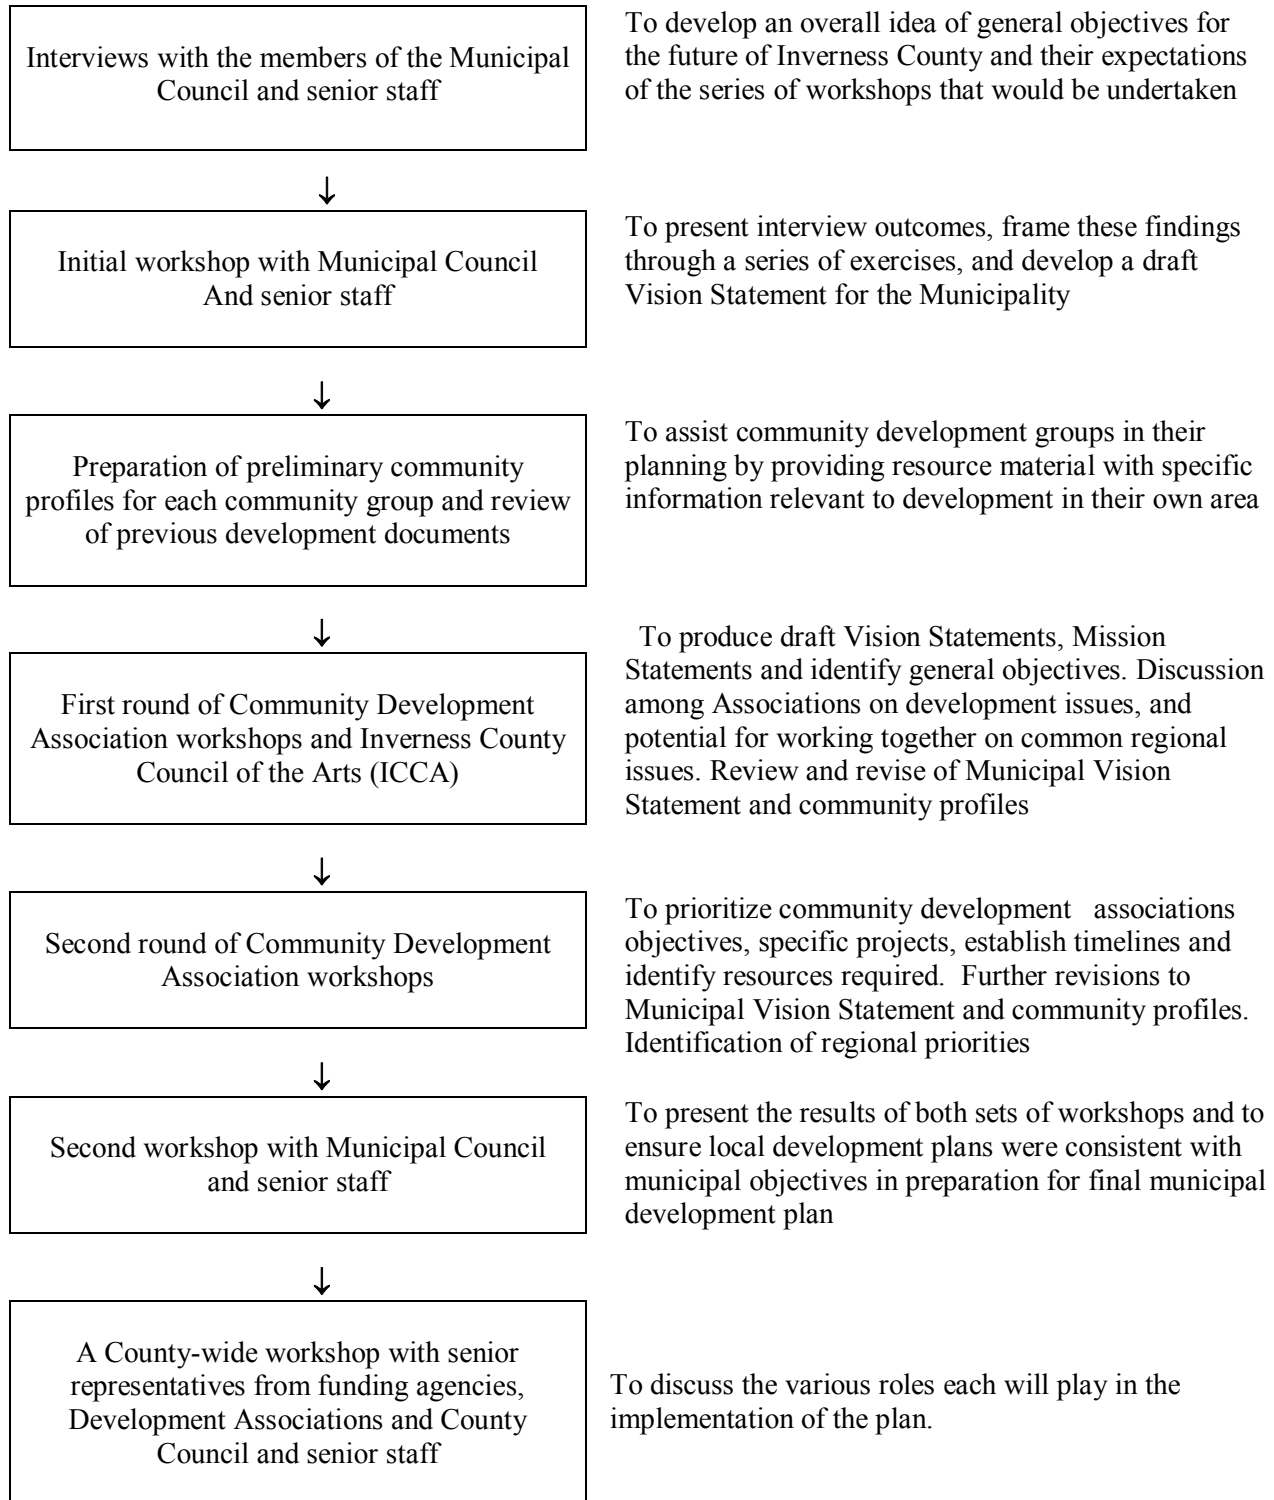 Interviews with the members of the Municipal
Council and senior staff
To develop an overall idea of general objectives for
the future of Inverness County and their expectations
of the series of workshops that would be undertaken
↓
Initial workshop with Municipal Council
And senior staff
To present interview outcomes, frame these findings
through a series of exercises, and develop a draft
Vision Statement for the Municipality
↓
Preparation of preliminary community
profiles for each community group and review
of previous development documents
To assist community development groups in their
planning by providing resource material with specific
information relevant to development in their own area
↓
First round of Community Development
Association workshops and Inverness County
Council of the Arts (ICCA)
To produce draft Vision Statements, Mission
Statements and identify general objectives. Discussion
among Associations on development issues, and
potential for working together on common regional
issues. Review and revise of Municipal Vision
Statement and community profiles
↓
Second round of Community Development
Association workshops
To prioritize community development associations
objectives, specific projects, establish timelines and
identify resources required. Further revisions to
Municipal Vision Statement and community profiles.
Identification of regional priorities
↓
Second workshop with Municipal Council
and senior staff
To present the results of both sets of workshops and to
ensure local development plans were consistent with
municipal objectives in preparation for final municipal
development plan
↓
A County-wide workshop with senior
representatives from funding agencies,
Development Associations and County
Council and senior staff
To discuss the various roles each will play in the
implementation of the plan.